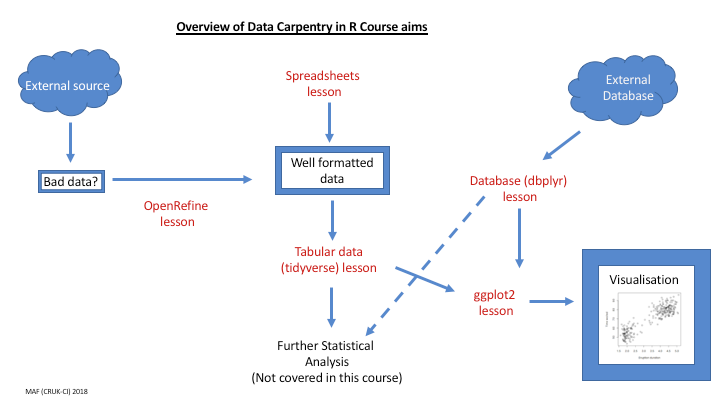 Overview of Data Carpentry in R Course aims
External source
Spreadsheets
lesson
External
Database
Bad data?
Well formatted
data
OpenRefine
lesson
Database (dbplyr)
lesson
Tabular data
(tidyverse) lesson
ggplot2
lesson
Visualisation
Further Statistical
Analysis
(Not covered in this course)
MAF (CRUK-CI) 2018